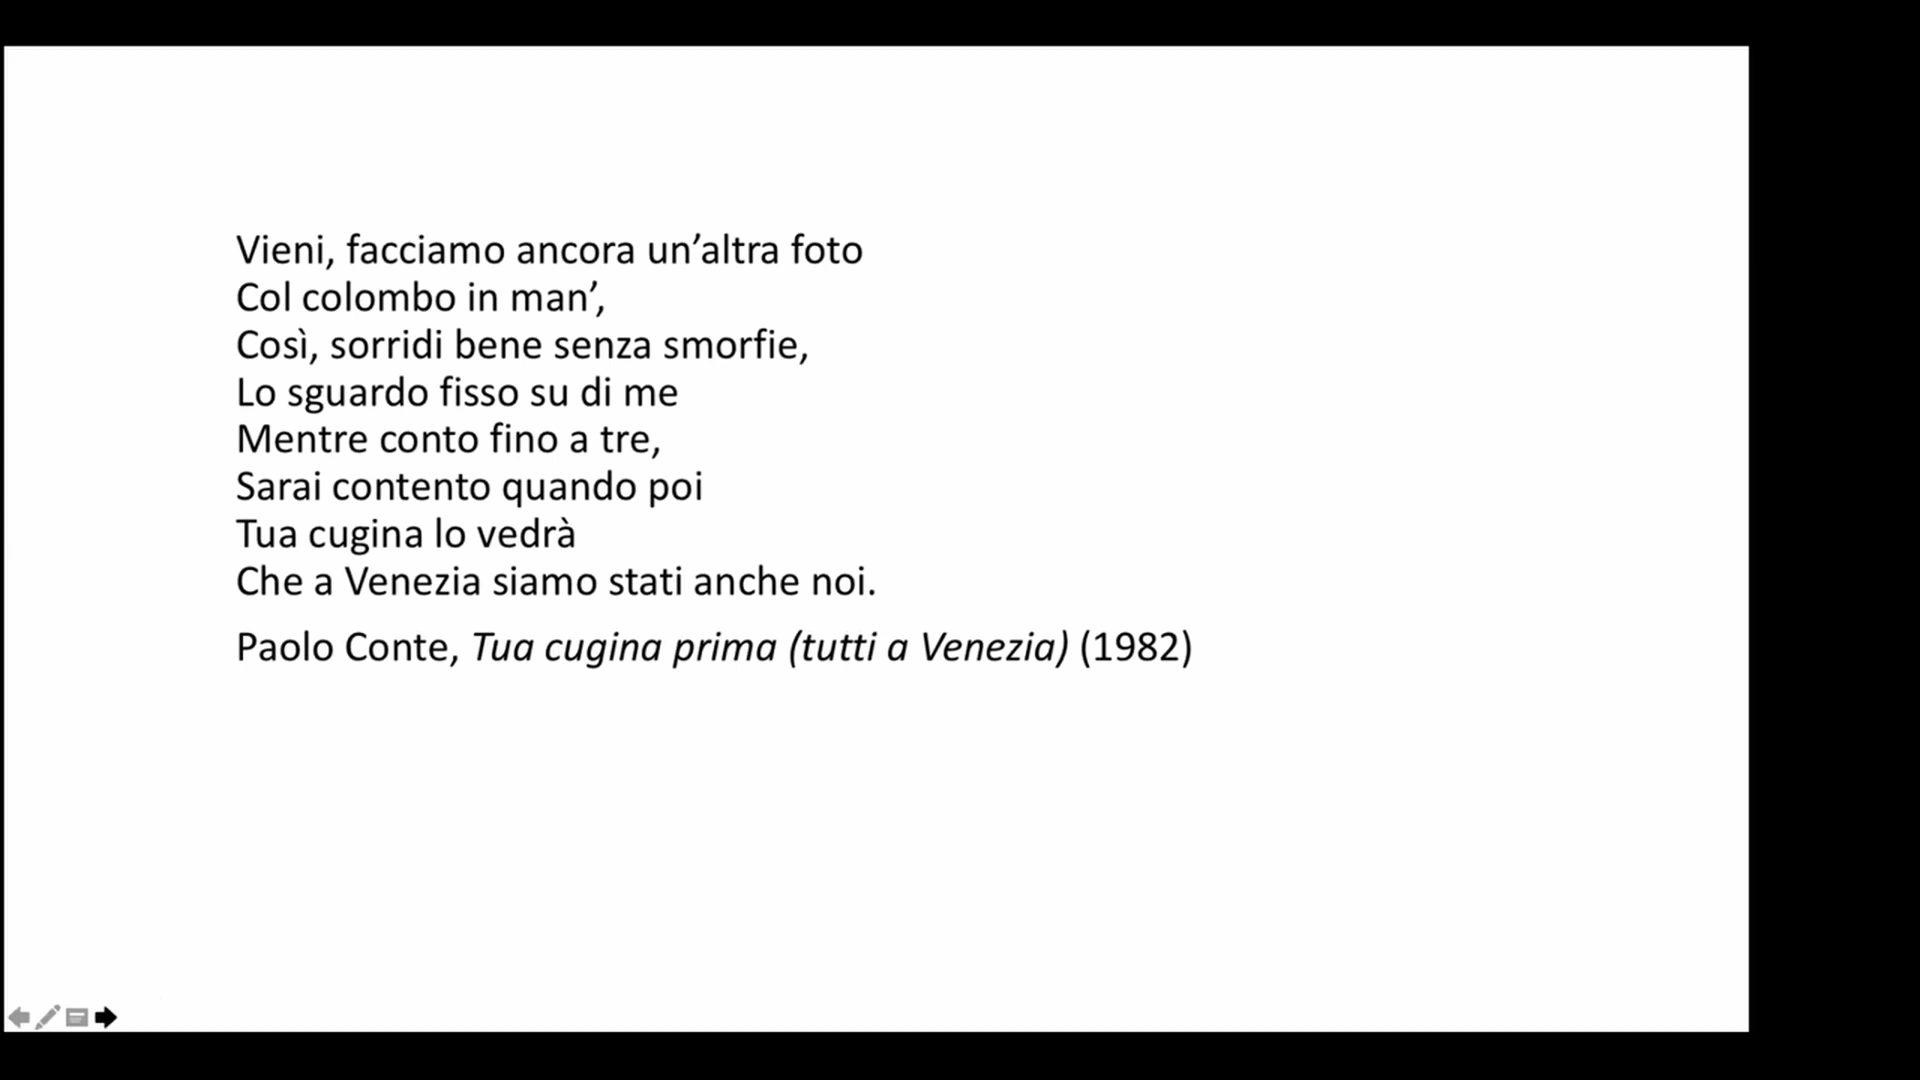 Vieni, facciamo ancora un’altra foto
Col colombo in man’,
Così, sorridi bene senza smorfie,
Lo sguardo fisso su di me
Mentre conto fino a tre,
Sarai contento quando poi
Tua cugina lo vedrà
Che a Venezia siamo stati anche noi.
Paolo Conte, Tua cugina prima (tutti a Venezia) (1982)